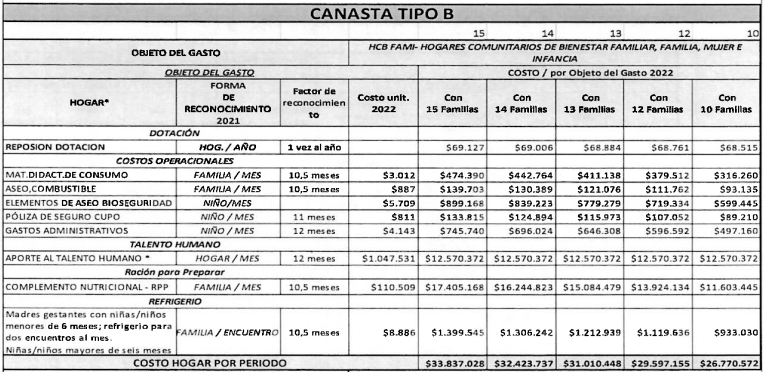 CANASTA TIPO B
15 14 13 12 10
OBJETO DEL GASTO HCB FAMI- HOGARES COMUNITARIOS DE BIENESTAR FAMILIAR, FAMILIA, MUJER E
INFANCIA
OBJETO DEL GASTO COSTO / por Objeto del Gasto 2022
HOGAR* FORMA DE RECONOCIMIENTO 2021 Factor de reconocimien to Costo unit. 2022 Con 15 Familias Con 14 Familias Con 13 Familias Con 12 Familias Con 10 Familias
DOTACIÓN
REPOSION DOTACION HOG. / AÑO 1 vez al año $69.127 $69.006 $68.884 $68.761 $68.515
COSTOS OPERACIONALES
MAT.DIDACT.DE CONSUMO FAMILIA / MES 10,5 meses $3.012 $474.390 $442.764 $411.138 $379.512 $316.260
ASEO,COMBUSTIBLE FAMILIA / MES 10,5 meses $887 $139.703 $130.389 $121.076 $111.762 $93.135
ELEMENTOS DE ASEO BIOSEGURIDAD NIÑO/MES $5.709 $899.168 $839.223 $779.279 $719.334 $599.445
PÓLIZA DE SEGURO CUPO NIÑO / MES 11 meses $811 $133.815 $124.894 $115.973 $107.052 $89.210
GASTOS ADMINISTRATIVOS NIÑO / MES 12 meses $4.143 $745.740 $696.024 $646.308 $596.592 $497.160
TALENTO HUMANO
APORTE AL TALENTO HUMANO * HOGAR / MES 12 meses $1.047.531 $12.570.372 $12.570.372 $12.570.372 $12.570.372 $12.570.372
Ración para Preparar
COMPLEMENTO NUTRICIONAL - RPP FAMILIA / MES 10,5 meses $110.509 $17.405.168 $16.244.823 $15.084.479 $13.924.134 $11.603.445
REFRIGERIO
Madres gestantes con niñas/niños
menores de 6 meses; refrigerio para
dos encuentros al mes.
Niñas/niños mayores de seis meses
FAMILIA / ENCUENTRO 10,5 meses $8.886 $1.399.545 $1.306.242 $1.212.939 $1.119.636 $933.030
COSTO HOGAR POR PERIODO $33.837.028 $32.423.737 $31.010.448 $29.597.155 $26.770.572